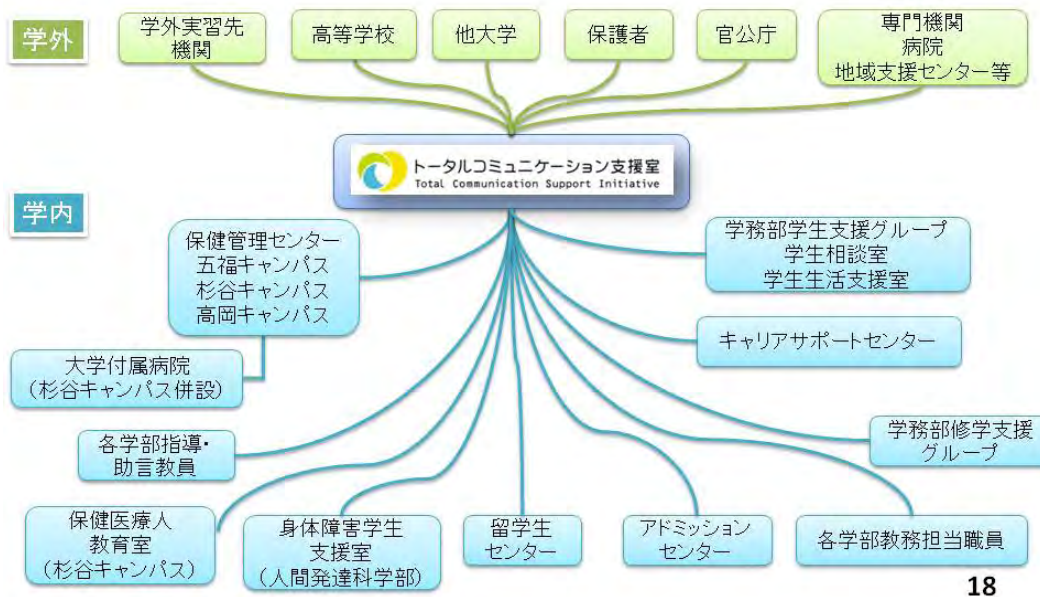 学外
学外実習先
機関
高等学校
他大学
保護者
官公庁
専門機関
病院
地域支援センター等
トータルコミュニケーション支援室
Total Communication Support Initiative
学内
保健管理センター
五福キャンパス
杉谷キャンパス
高岡キャンパス
学務部学生支援グループ
学生相談室
学生生活支援室
キャリアサポートセンター
大学付属病院
(杉谷キャンパス併設)
各学部指導・
助言教員
学務部修学支援
グループ
保健医療人
教育室
(杉谷キャンパス)
身体障害学生
支援室
(人間発達科学部)
留学生
センター
アドミッション
センター
各学部教務担当職員
18